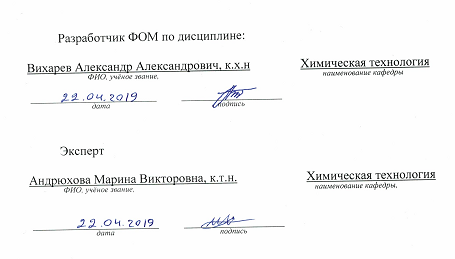 Разработчик ФОМ по дисциплине:
Вихарев Александр Александрович, к.х.н Химическая технология
ФИО, учёное звание. наименование кафедры
22.04.2019
дата подпись
Эксперт
Андрюхова Марина Викторовна, к.т.н. Химическая технология
ФИО, учёное звание. наименование кафедры.
22.04.2019
дата подпись